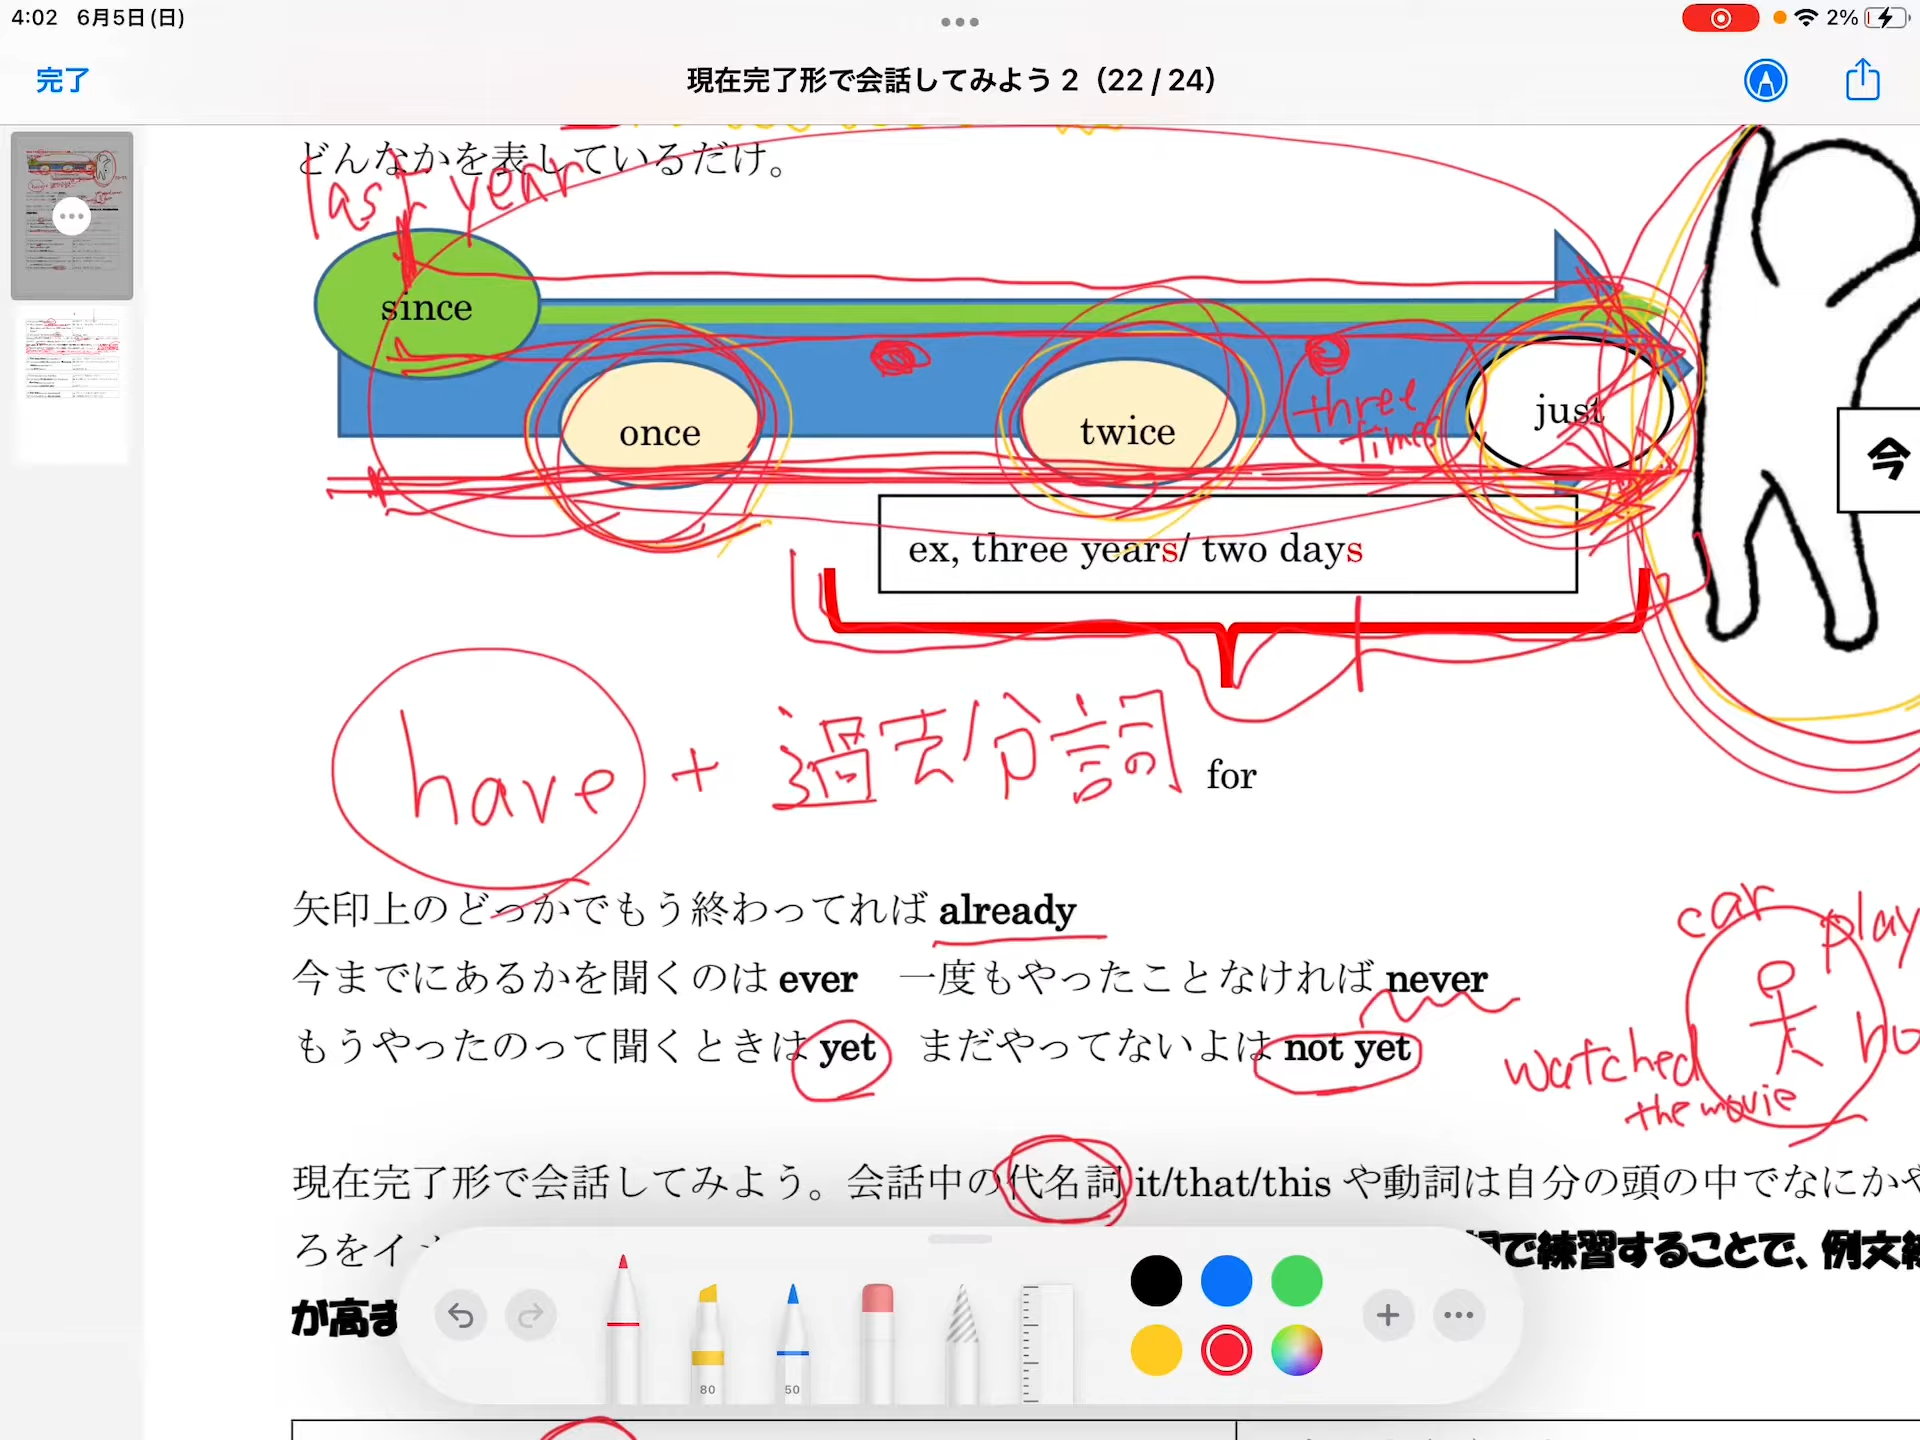 4:02 6月5日(日)
2%
完了
現在完了形で会話してみよう 2（22 / 24）
どんなかを表しているだけ。
last year
since
once
twice
three times
just
今
ex, three years/ two days
have + 過去分詞 for
矢印上のどっかでもう終わってれば already
今までにあるかを聞くのは ever 一度もやったことなければ never
もうやったのって聞くときは yet まだやってないよは not yet
car
play
watched
the movie
現在完了形で会話してみよう。会話中の代名詞 it/that/this や動詞は自分の頭の中でなにかや
ろをイ
で練習することで、例文練
が高ま
80
50